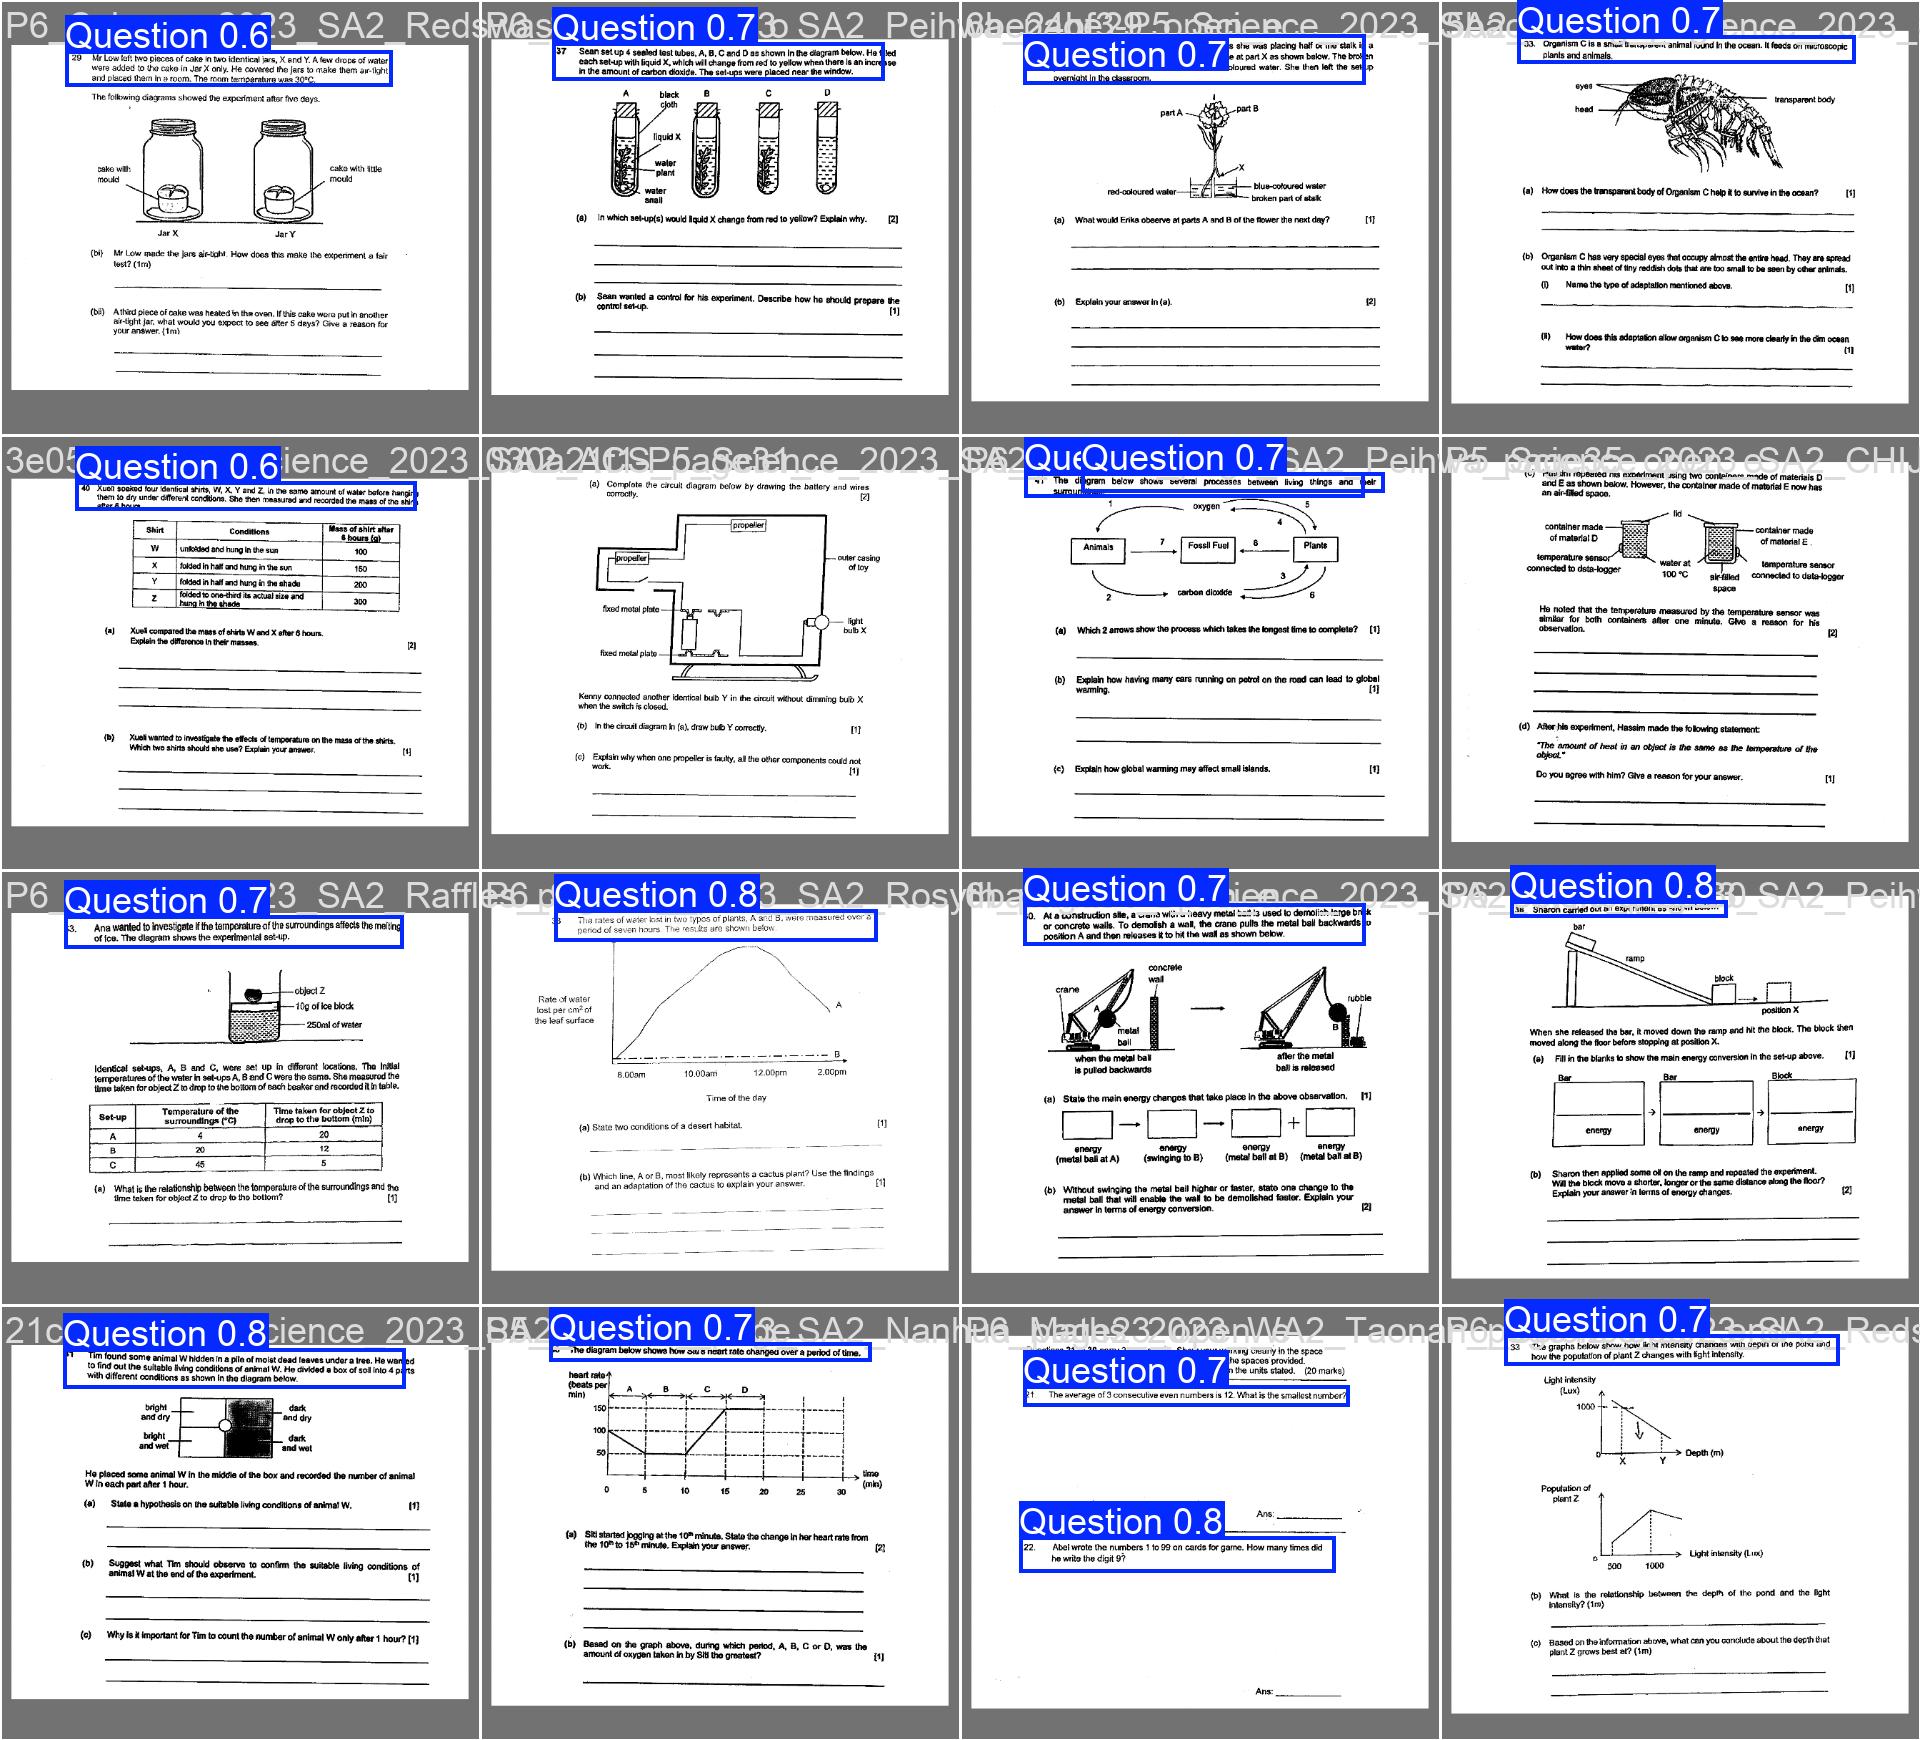 Question 0.6
29 Mr Low left two pieces of cake in two identical jars, X and Y. A few drops of water
were added to the cake in Jar X only. He covered the jars to make them air-tight
and placed them in a room. The room temperature was 30°C.
The following diagrams showed the experiment after five days.
cake with
mould
cake with little
mould
Jar X
Jar Y
(bi) Mr Low made the jars air-tight. How does this make the experiment a fair
test? (1m)
(bii) A third piece of cake was heated in the oven. If this cake were put in another
air-tight jar, what would you expect to see after 5 days? Give a reason for
your answer. (1m)
Question 0.7
37 Sean set up 4 sealed test tubes, A, B, C and D as shown in the diagram below. He filled
each set-up with liquid X, which will change from red to yellow when there is an increase
in the amount of carbon dioxide. The set-ups were placed near the window.
A
B
C
D
black
cloth
liquid X
water
plant
water
snail
(a) In which set-up(s) would liquid X change from red to yellow? Explain why. [2]
(b) Sean wanted a control for his experiment. Describe how he should prepare the
control set-up. [1]
Question 0.7
s she was placing half of the stalk in a
e at part X as shown below. The broken
oloured water. She then left the set-up
overnight in the classroom.
part A
part B
X
red-coloured water
blue-coloured water
broken part of stalk
(a) What would Erika observe at parts A and B of the flower the next day? [1]
(b) Explain your answer in (a). [2]
Question 0.7
33. Organism C is a small transparent animal found in the ocean. It feeds on microscopic
plants and animals.
eyes
head
transparent body
(a) How does the transparent body of Organism C help it to survive in the ocean? [1]
(b) Organism C has very special eyes that occupy almost the entire head. They are spread
out into a thin sheet of tiny reddish dots that are too small to be seen by other animals.
(i) Name the type of adaptation mentioned above. [1]
(ii) How does this adaptation allow organism C to see more clearly in the dim ocean
water? [1]
Question 0.6
40 Xueli soaked four identical shirts, W, X, Y and Z, in the same amount of water before hanging
them to dry under different conditions. She then measured and recorded the mass of the shirts
after 6 hours.
Shirt Conditions Mass of shirt after 6 hours (g)
W unfolded and hung in the sun 100
X folded in half and hung in the sun 150
Y folded in half and hung in the shade 200
Z folded to one-third its actual size and hung in the shade 300
(a) Xueli compared the mass of shirts W and X after 6 hours.
Explain the difference in their masses. [2]
(b) Xueli wanted to investigate the effects of temperature on the mass of the shirts.
Which two shirts should she use? Explain your answer. [1]
(a) Complete the circuit diagram below by drawing the battery and wires
correctly. [2]
propeller
propeller
outer casing
of toy
fixed metal plate
light
bulb X
fixed metal plate
Kenny connected another identical bulb Y in the circuit without dimming bulb X
when the switch is closed.
(b) In the circuit diagram in (a), draw bulb Y correctly. [1]
(c) Explain why when one propeller is faulty, all the other components could not
work. [1]
Question 0.7
41 The diagram below shows several processes between living things and their
1
oxygen
5
4
Animals
7
Fossil Fuel
8
Plants
3
2
carbon dioxide
6
(a) Which 2 arrows show the process which takes the longest time to complete? [1]
(b) Explain how having many cars running on petrol on the road can lead to global
warming. [1]
(c) Explain how global warming may affect small islands. [1]
repeated his experiment using two containers made of materials D
and E as shown below. However, the container made of material E now has
an air-filled space.
lid
container made
of material D
container made
of material E
temperature sensor
connected to data-logger
water at
100 °C
temperature sensor
connected to data-logger
air-filled
space
He noted that the temperature measured by the temperature sensor was
similar for both containers after one minute. Give a reason for his
observation. [2]
(d) After his experiment, Hassim made the following statement:
"The amount of heat in an object is the same as the temperature of the
object."
Do you agree with him? Give a reason for your answer. [1]
Question 0.7
3. Ana wanted to investigate if the temperature of the surroundings affects the melting
of ice. The diagram shows the experimental set-up.
object Z
10g of ice block
250ml of water
Identical set-ups, A, B and C, were set up in different locations. The initial
temperatures of the water in set-ups A, B and C were the same. She measured the
time taken for object Z to drop to the bottom of each beaker and recorded it in table.
Set-up Temperature of the surroundings (°C) Time taken for object Z to drop to the bottom (min)
A 4 20
B 20 12
C 45 5
(a) What is the relationship between the temperature of the surroundings and the
time taken for object Z to drop to the bottom? [1]
Question 0.8
The rates of water lost in two types of plants, A and B, were measured over a
period of seven hours. The results are shown below.
Rate of water
lost per cm² of
the leaf surface
A
B
8.00am 10.00am 12.00pm 2.00pm
Time of the day
(a) State two conditions of a desert habitat. [1]
(b) Which line, A or B, most likely represents a cactus plant? Use the findings
and an adaptation of the cactus to explain your answer. [1]
Question 0.7
0. At a construction site, a crane with a heavy metal ball is used to demolish large brick
or concrete walls. To demolish a wall, the crane pulls the metal ball backwards to
position A and then releases it to hit the wall as shown below.
crane
concrete
wall
A
metal
ball
rubble
B
when the metal ball
is pulled backwards
after the metal
ball is released
(a) State the main energy changes that take place in the above observation. [1]
energy
(metal ball at A)
energy
(swinging to B)
+
energy
(metal ball at B)
energy
(metal ball at B)
(b) Without swinging the metal ball higher or faster, state one change to the
metal ball that will enable the wall to be demolished faster. Explain your
answer in terms of energy conversion. [2]
Question 0.8
Sharon carried out an experiment as shown below.
bar
ramp
block
position X
When she released the bar, it moved down the ramp and hit the block. The block then
moved along the floor before stopping at position X.
(a) Fill in the blanks to show the main energy conversion in the set-up above. [1]
Bar
Bar
Block
energy
energy
energy
(b) Sharon then applied some oil on the ramp and repeated the experiment.
Will the block move a shorter, longer or the same distance along the floor?
Explain your answer in terms of energy changes. [2]
Question 0.8
1 Tim found some animal W hidden in a pile of moist dead leaves under a tree. He wanted
to find out the suitable living conditions of animal W. He divided a box of soil into 4 parts
with different conditions as shown in the diagram below.
bright
and dry
dark
and dry
bright
and wet
dark
and wet
He placed some animal W in the middle of the box and recorded the number of animal
W in each part after 1 hour.
(a) State a hypothesis on the suitable living conditions of animal W. [1]
(b) Suggest what Tim should observe to confirm the suitable living conditions of
animal W at the end of the experiment. [1]
(c) Why is it important for Tim to count the number of animal W only after 1 hour? [1]
Question 0.7
The diagram below shows how Siti's heart rate changed over a period of time.
heart rate
(beats per
min)
A B C D
150
100
50
0 5 10 15 20 25 30
time
(min)
(a) Siti started jogging at the 10th minute. State the change in her heart rate from
the 10th to 15th minute. Explain your answer. [2]
(b) Based on the graph above, during which period, A, B, C or D, was the
amount of oxygen taken in by Siti the greatest? [1]
Question 0.7
king clearly in the space
he spaces provided.
n the units stated. (20 marks)
21. The average of 3 consecutive even numbers is 12. What is the smallest number?
Ans:
Question 0.8
22. Abel wrote the numbers 1 to 99 on cards for game. How many times did
he write the digit 9?
Ans:
Question 0.7
33 The graphs below show how light intensity changes with depth of the pond and
how the population of plant Z changes with light intensity.
Light intensity
(Lux)
1000
0
X
Y
Depth (m)
Population of
plant Z
0
500
1000
Light intensity (Lux)
(b) What is the relationship between the depth of the pond and the light
intensity? (1m)
(c) Based on the information above, what can you conclude about the depth that
plant Z grows best at? (1m)